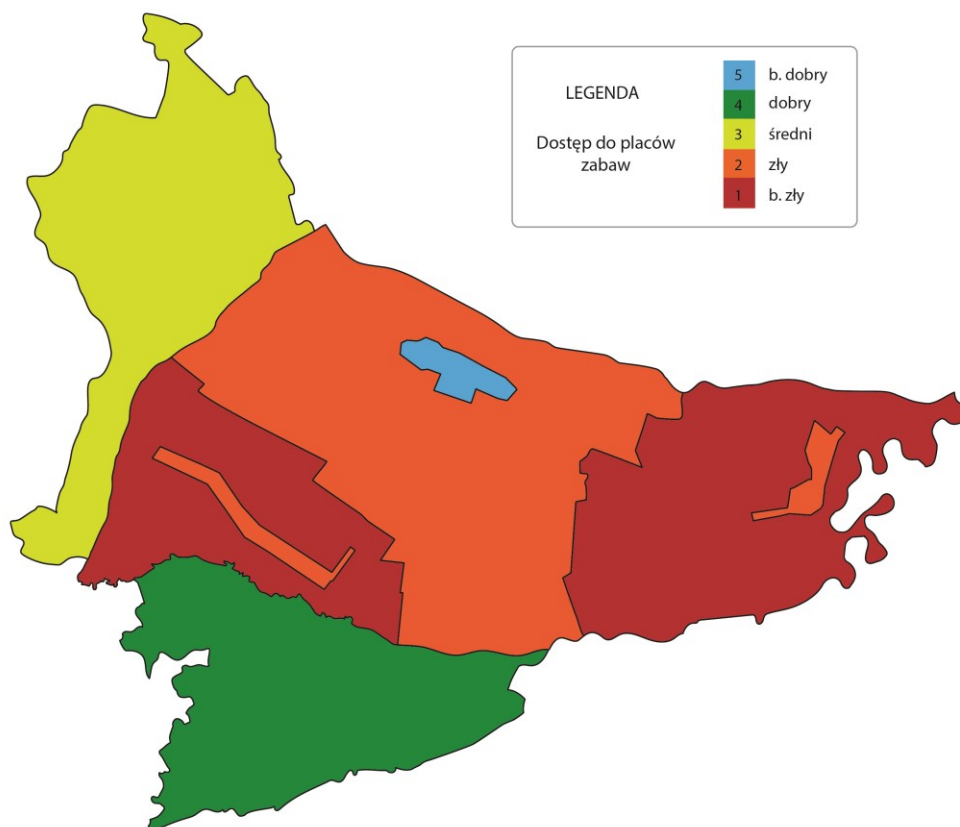 LEGENDA
Dostęp do placów
zabaw
5 b. dobry
4 dobry
3 średni
2 zły
1 b. zły